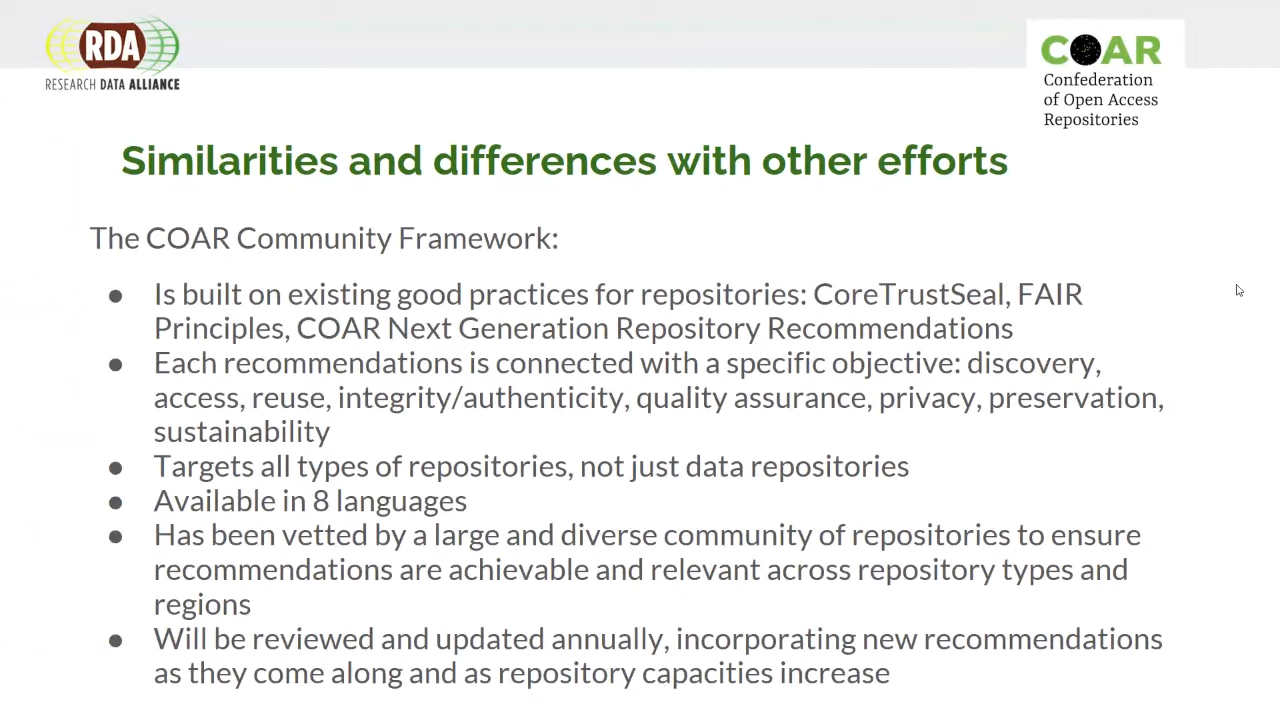 RDA
RESEARCH DATA ALLIANCE
COAR
Confederation
of Open Access
Repositories
Similarities and differences with other efforts
The COAR Community Framework:
● Is built on existing good practices for repositories: CoreTrustSeal, FAIR
Principles, COAR Next Generation Repository Recommendations
● Each recommendations is connected with a specific objective: discovery,
access, reuse, integrity/authenticity, quality assurance, privacy, preservation,
sustainability
● Targets all types of repositories, not just data repositories
● Available in 8 languages
● Has been vetted by a large and diverse community of repositories to ensure
recommendations are achievable and relevant across repository types and
regions
● Will be reviewed and updated annually, incorporating new recommendations
as they come along and as repository capacities increase